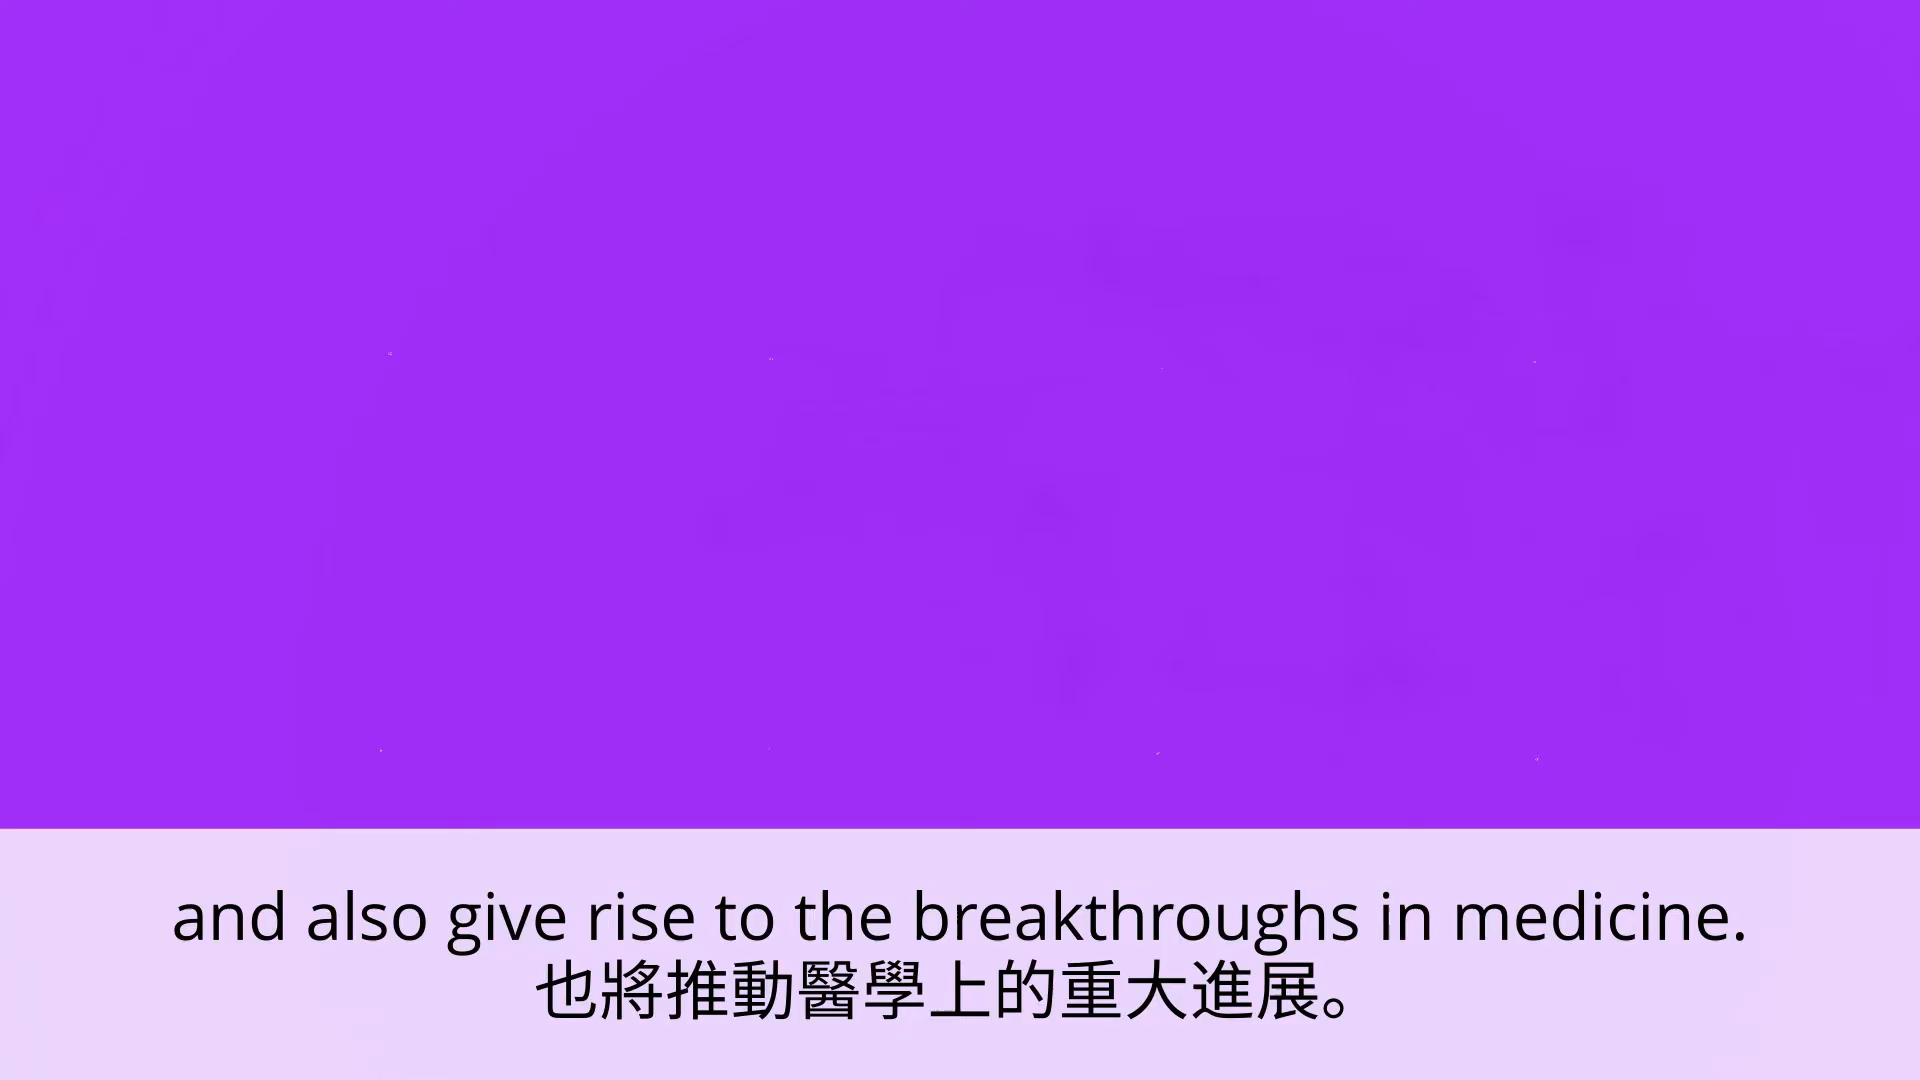 and also give rise to the breakthroughs in medicine.
也將推動醫學上的重大進展。